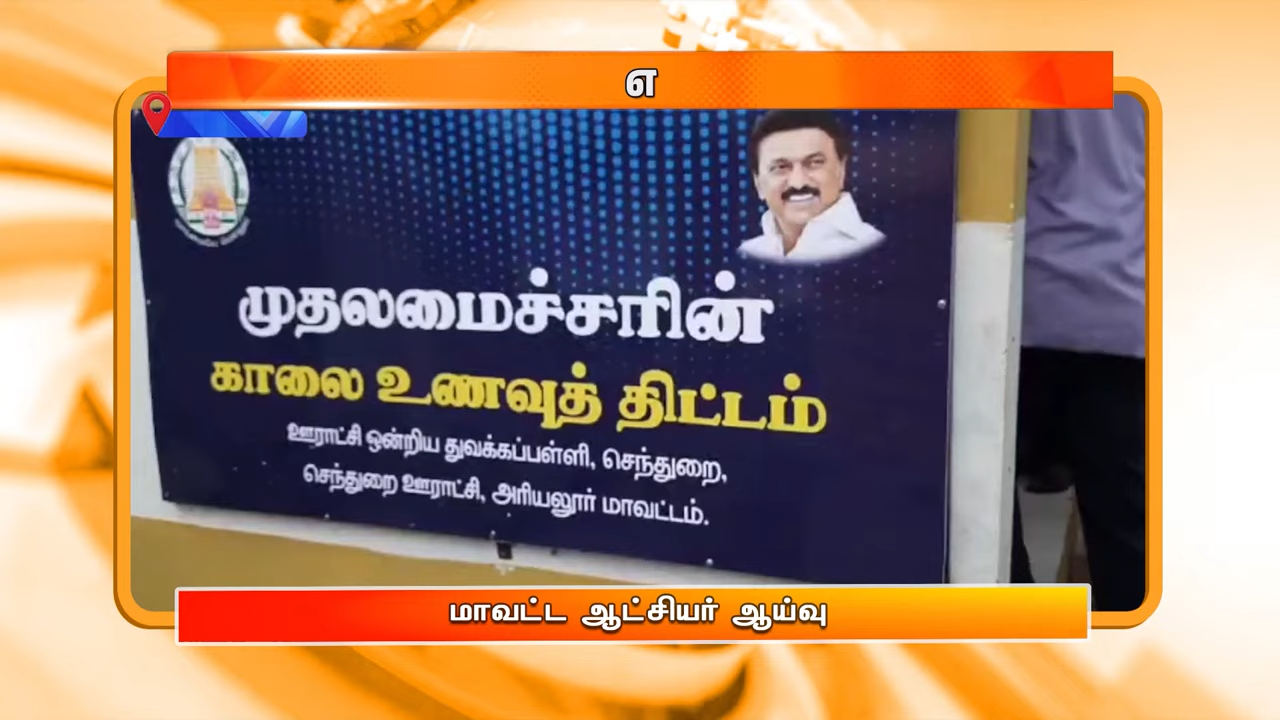 எ
முதலமைச்சரின்
காலை உணவுத் திட்டம்
ஊராட்சி ஒன்றிய துவக்கப்பள்ளி, செந்துறை,
செந்துறை ஊராட்சி, அரியலூர் மாவட்டம்.
மாவட்ட ஆட்சியர் ஆய்வு